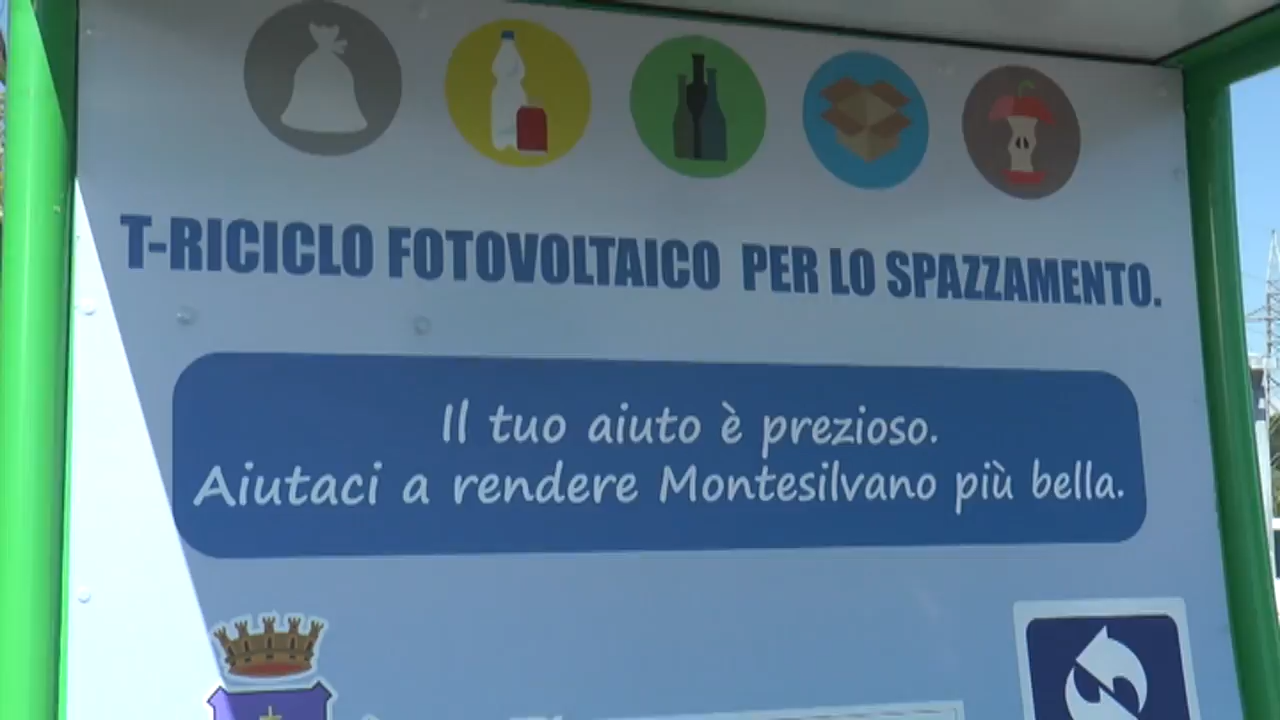 T-RICICLO FOTOVOLTAICO PER LO SPAZZAMENTO.
Il tuo aiuto è prezioso.
Aiutaci a rendere Montesilvano più bella.